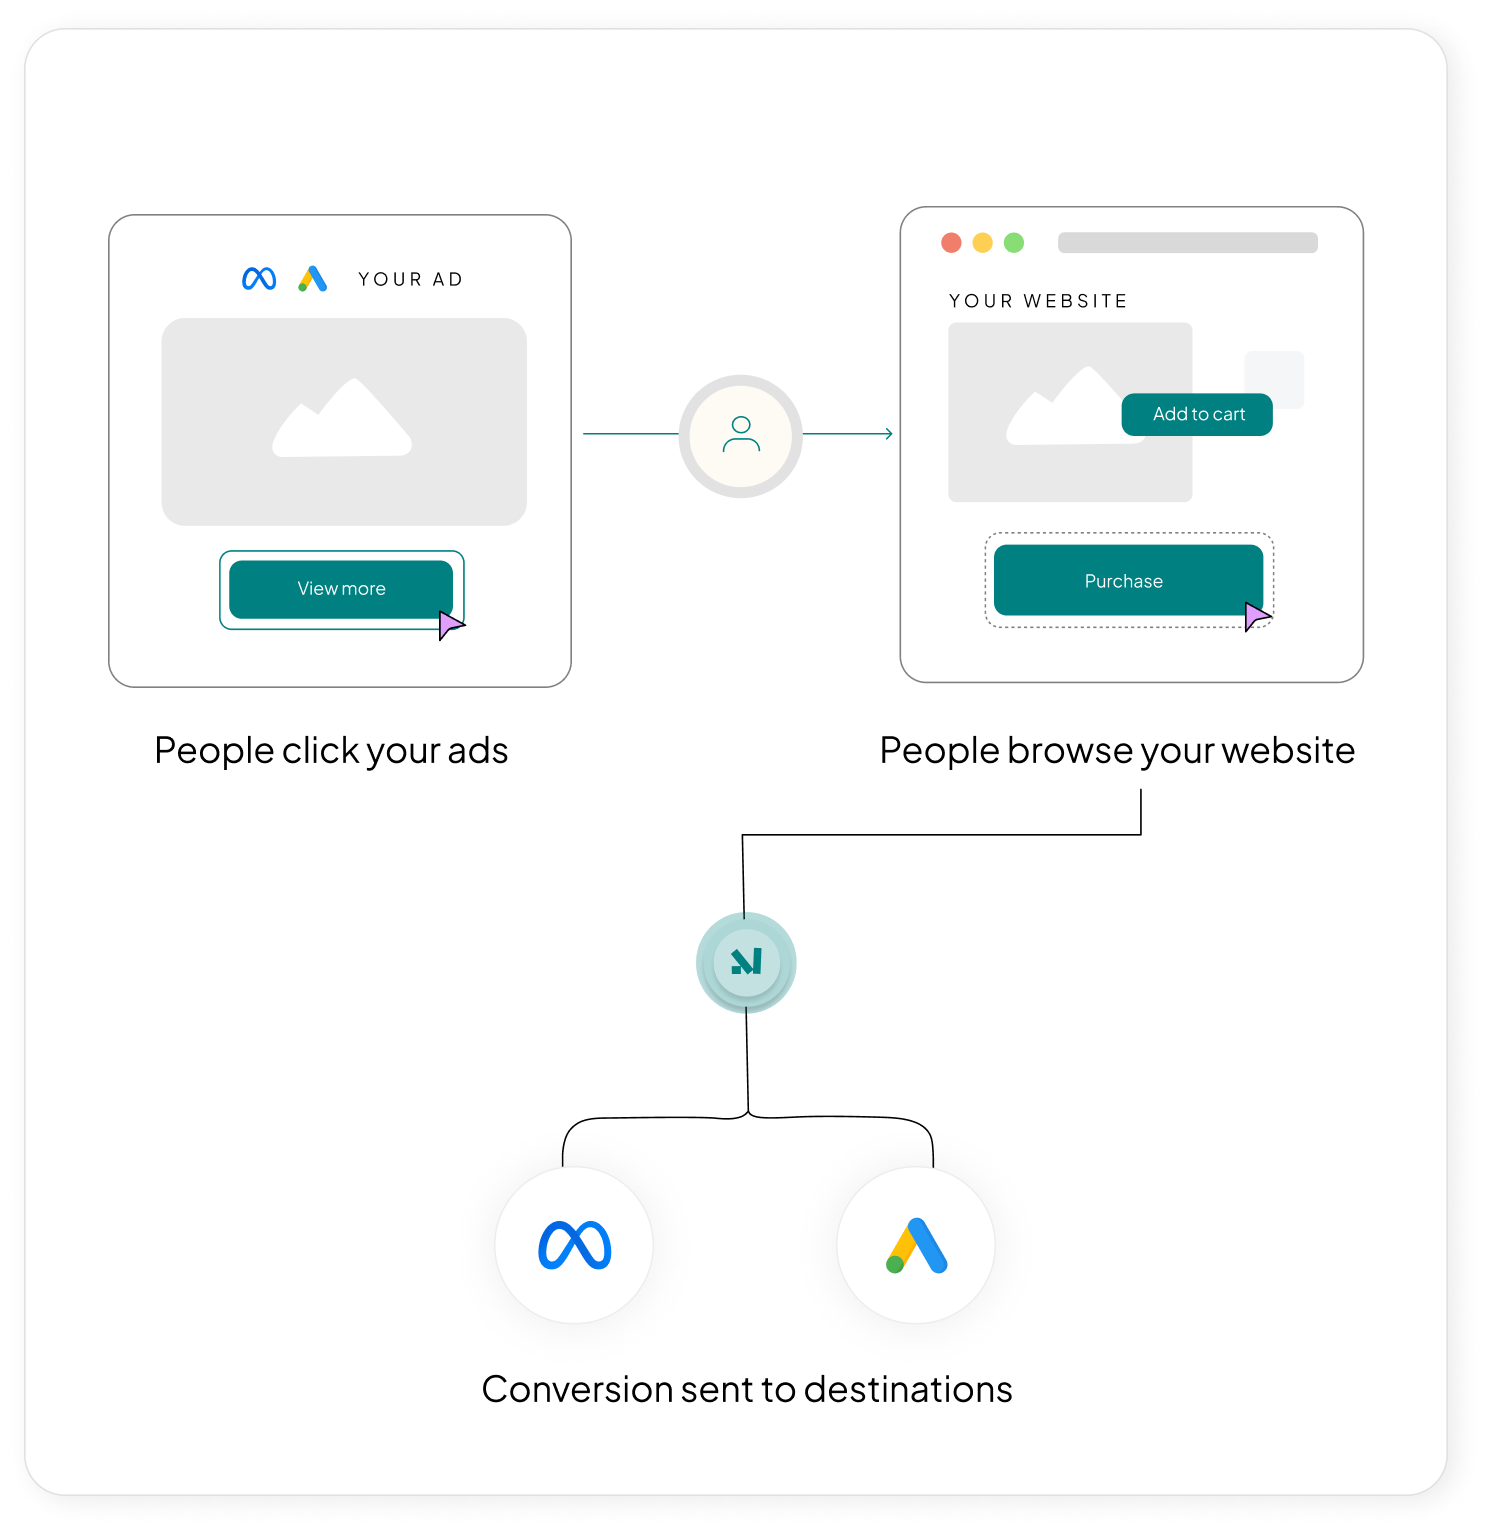 YOUR AD
View more
People click your ads
YOUR WEBSITE
Add to cart
Purchase
People browse your website
Conversion sent to destinations